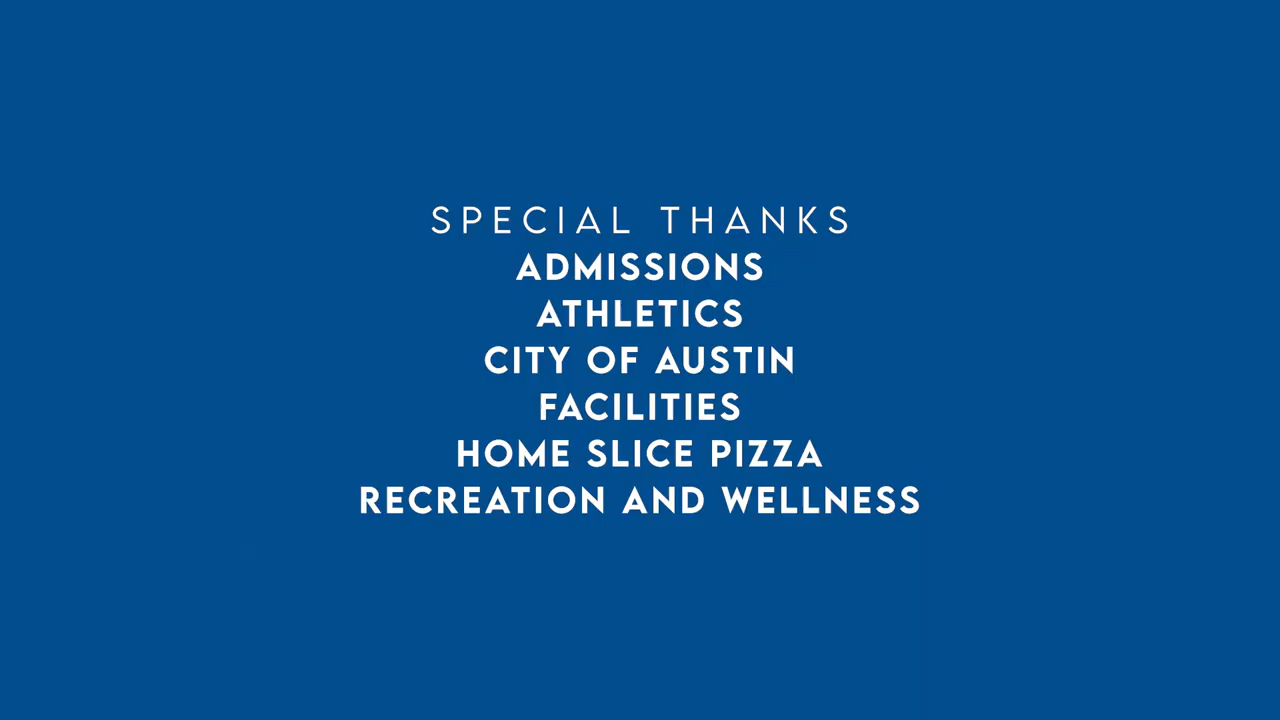 SPECIAL THANKS
ADMISSIONS
ATHLETICS
CITY OF AUSTIN
FACILITIES
HOME SLICE PIZZA
RECREATION AND WELLNESS